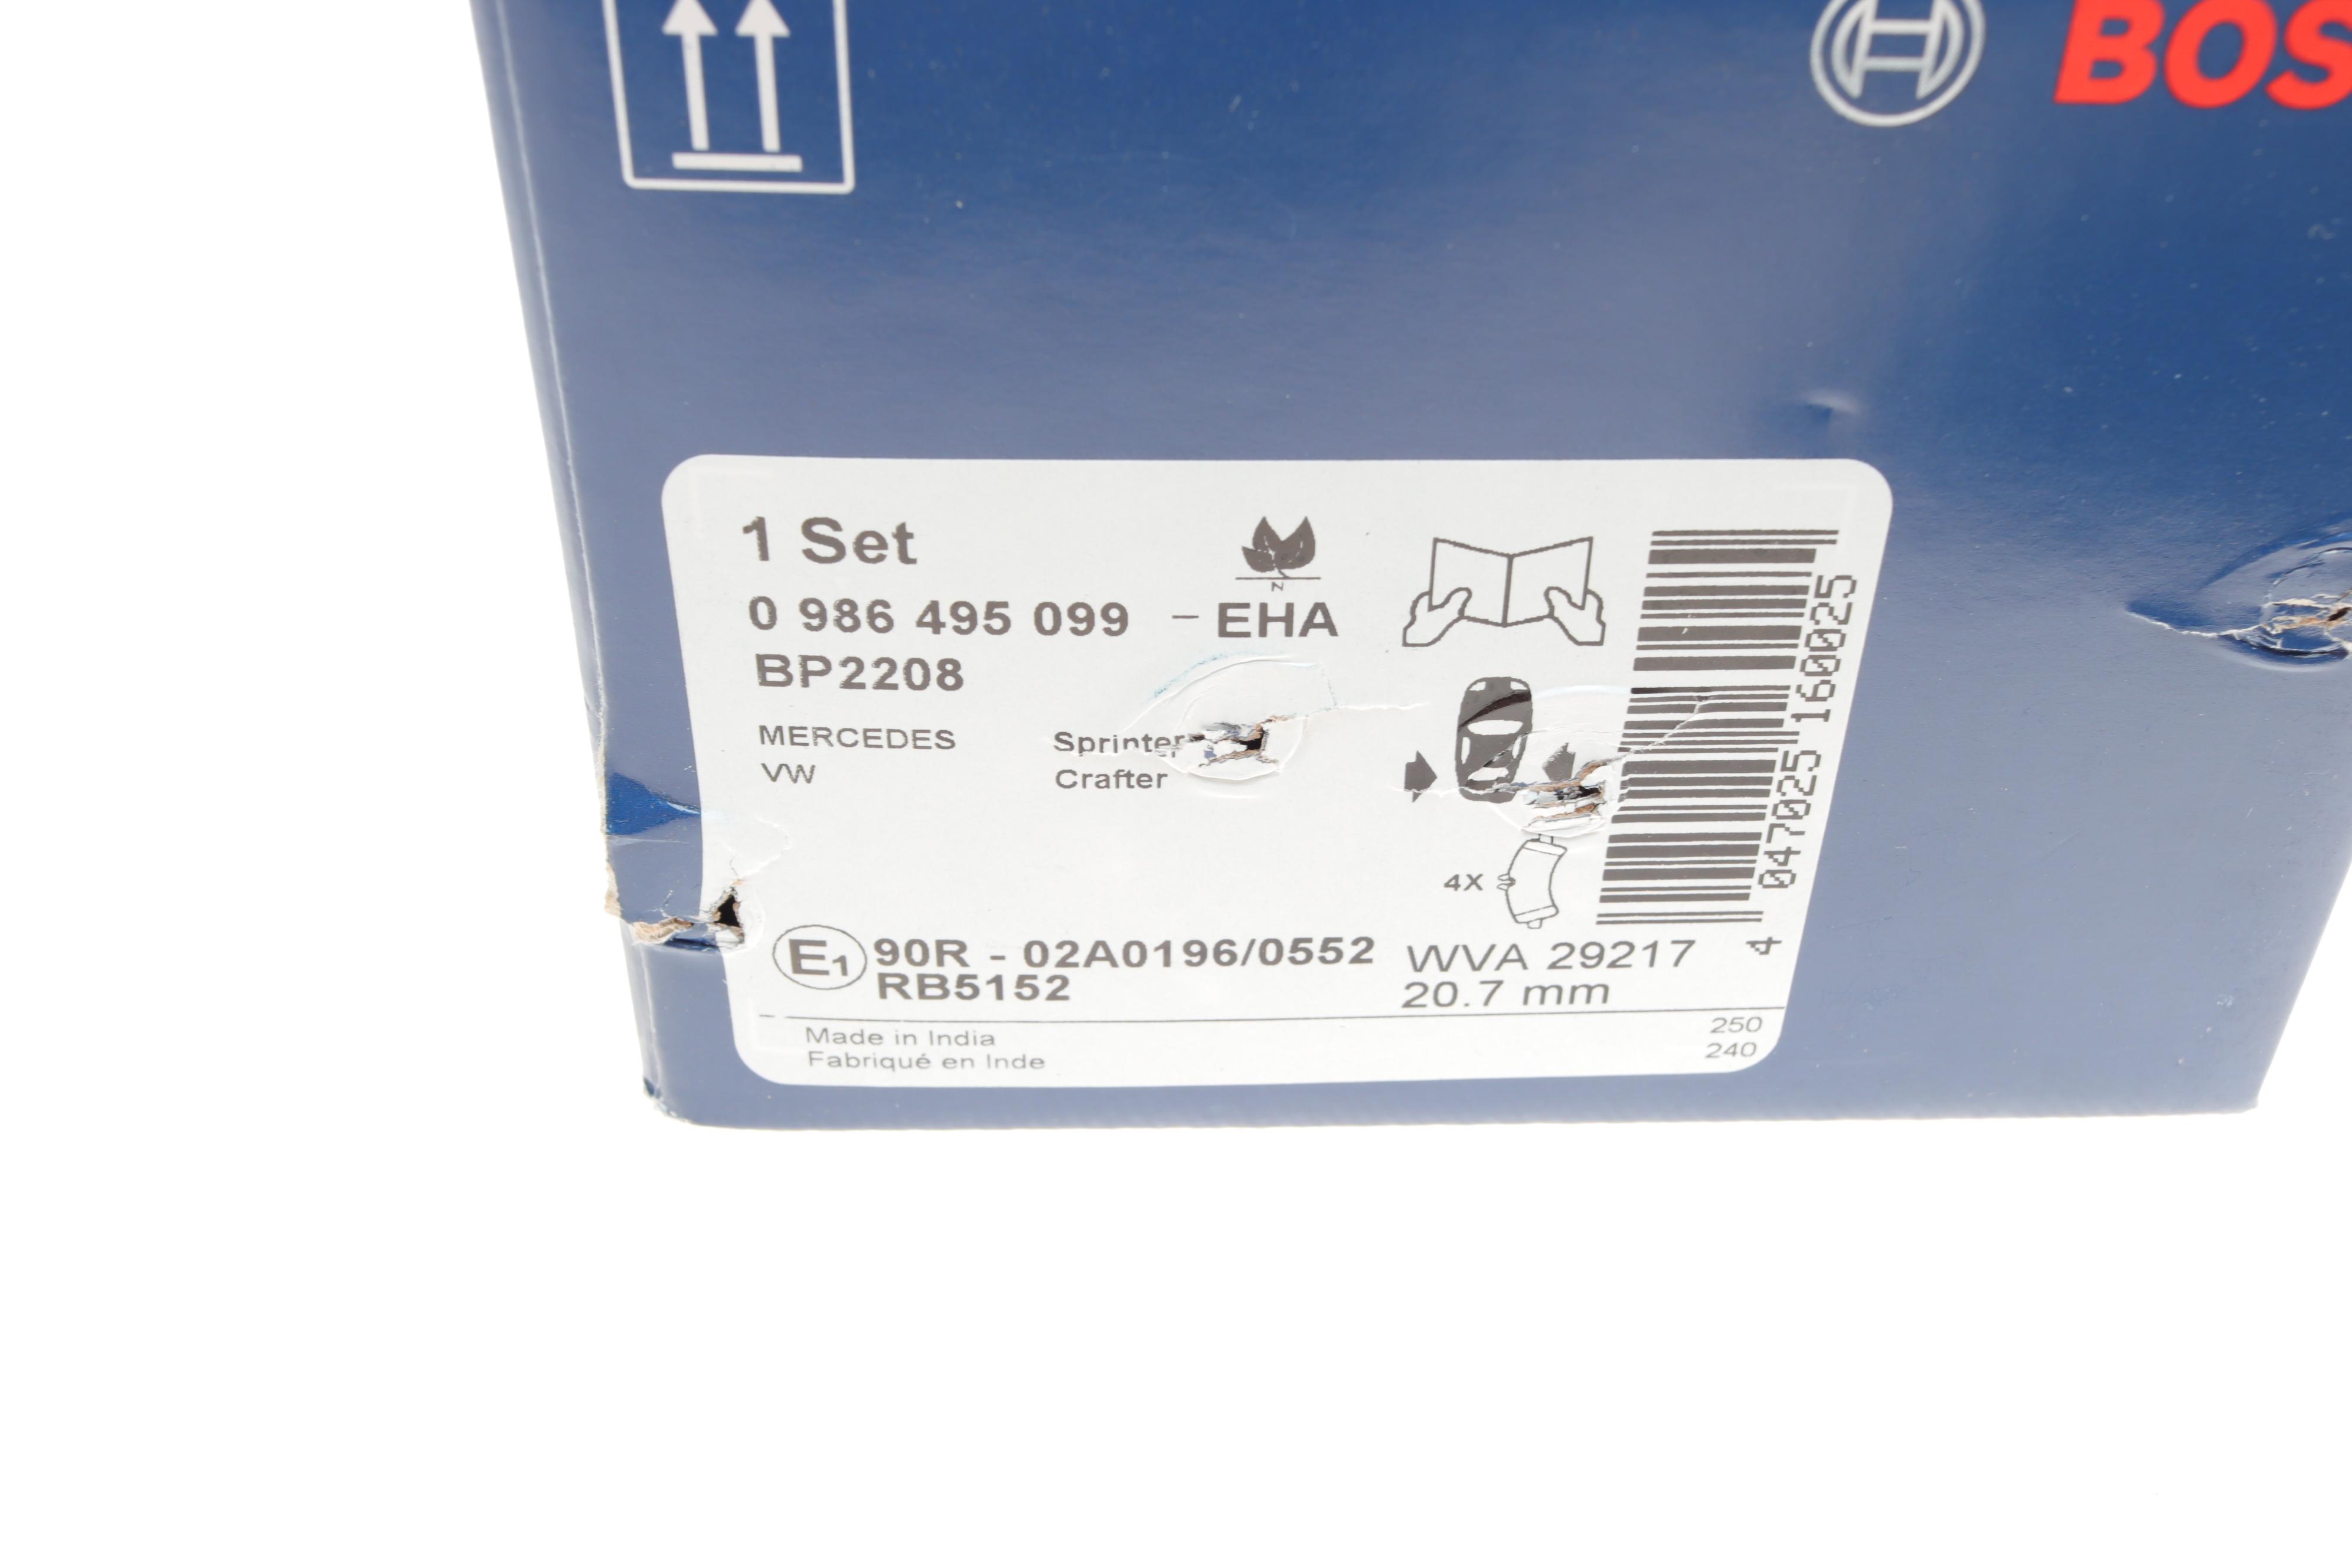 BOS
1 Set
N
0 986 495 099 - EHA
BP2208
MERCEDES Sprinter
VW Crafter
4X
E1 90R - 02A0196/0552
RB5152
WVA 29217
20.7 mm
4 047025 160025
Made in India
Fabriqué en Inde
250
240